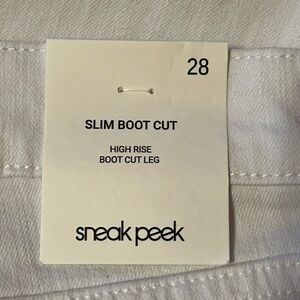 28
SLIM BOOT CUT
HIGH RISE
BOOT CUT LEG
sneak peek